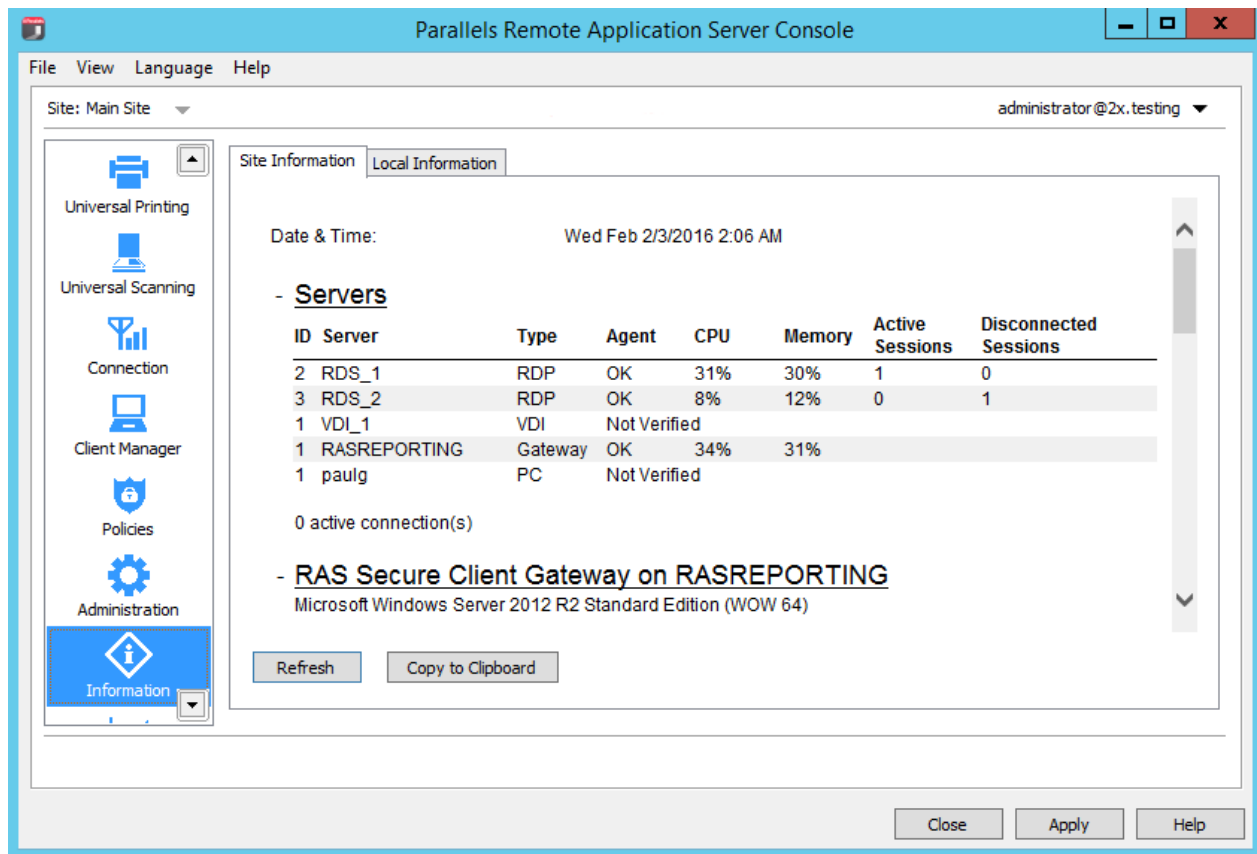 Parallels Remote Application Server Console
File View Language Help
Site: Main Site administrator@2x.testing
Universal Printing
Universal Scanning
Connection
Client Manager
Policies
Administration
Information
Site Information Local Information
Date & Time: Wed Feb 2/3/2016 2:06 AM
- Servers
ID Server Type Agent CPU Memory Active Sessions Disconnected Sessions
2 RDS_1 RDP OK 31% 30% 1 0
3 RDS_2 RDP OK 8% 12% 0 1
1 VDI_1 VDI Not Verified
1 RASREPORTING Gateway OK 34% 31%
1 paulg PC Not Verified
0 active connection(s)
- RAS Secure Client Gateway on RASREPORTING
Microsoft Windows Server 2012 R2 Standard Edition (WOW 64)
Refresh Copy to Clipboard
Close Apply Help